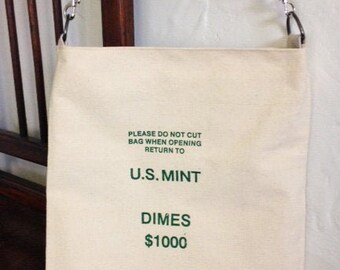 PLEASE DO NOT CUT
BAG WHEN OPENING
RETURN TO
U.S. MINT
DIMES
$1000